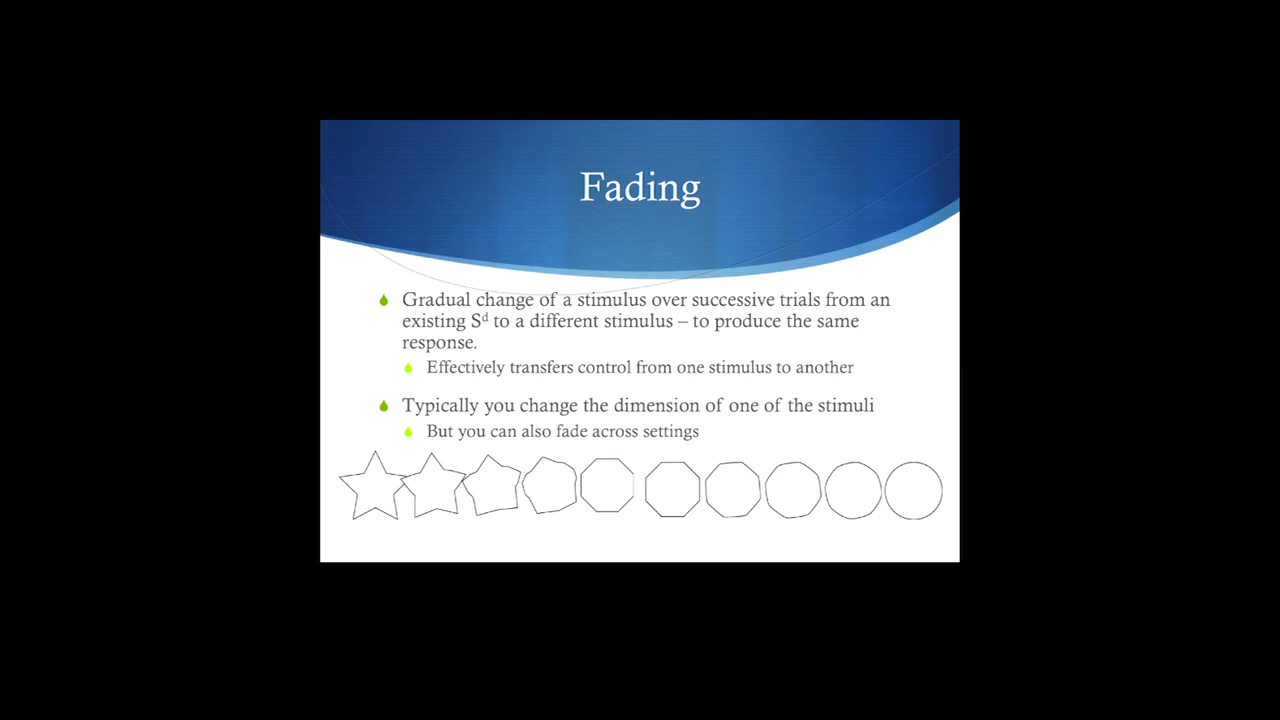 Fading
Gradual change of a stimulus over successive trials from an
existing Sᵈ to a different stimulus – to produce the same
response.
Effectively transfers control from one stimulus to another
Typically you change the dimension of one of the stimuli
But you can also fade across settings